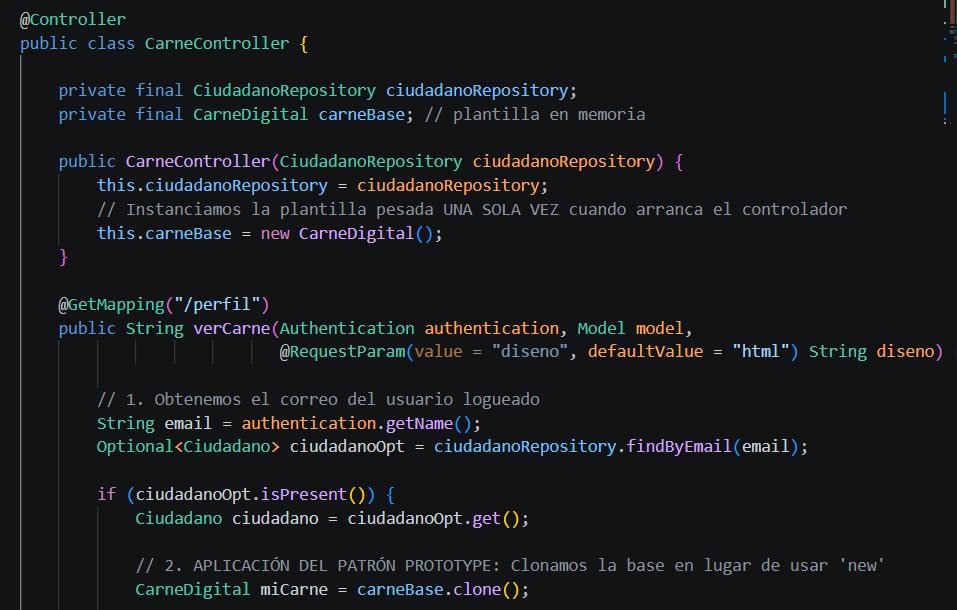 @Controller
public class CarneController {
private final CiudadanoRepository ciudadanoRepository;
private final CarneDigital carneBase; // plantilla en memoria
public CarneController(CiudadanoRepository ciudadanoRepository) {
this.ciudadanoRepository = ciudadanoRepository;
// Instanciamos la plantilla pesada UNA SOLA VEZ cuando arranca el controlador
this.carneBase = new CarneDigital();
}
@GetMapping("/perfil")
public String verCarne(Authentication authentication, Model model,
@RequestParam(value = "diseno", defaultValue = "html") String diseno)
// 1. Obtenemos el correo del usuario logueado
String email = authentication.getName();
Optional<Ciudadano> ciudadanoOpt = ciudadanoRepository.findByEmail(email);
if (ciudadanoOpt.isPresent()) {
Ciudadano ciudadano = ciudadanoOpt.get();
// 2. APLICACIÓN DEL PATRÓN PROTOTYPE: Clonamos la base en lugar de usar 'new'
CarneDigital miCarne = carneBase.clone();